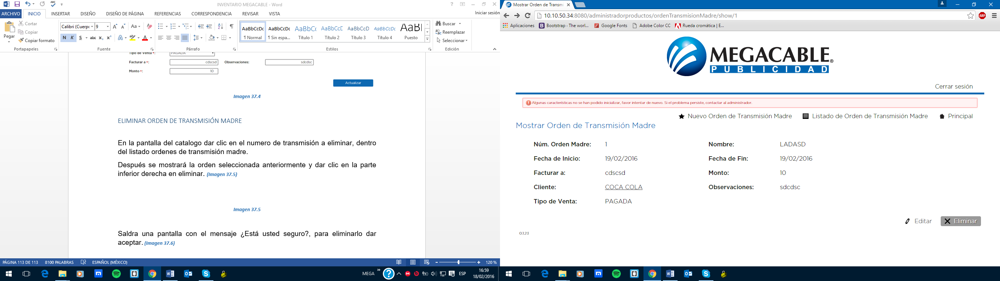 INVENTARIO MEGACABLE - Word
ARCHIVO INICIO INSERTAR DISEÑO DISEÑO DE PÁGINA REFERENCIAS CORRESPONDENCIA REVISAR VISTA Iniciar sesión
Pegar
Cortar
Copiar
Copiar formato
Portapapeles
Calibri (Cuerpo 9
N K S abc x₂ x²
Fuente
Párrafo
AaBbCcDc AaBbCcDc AaBbCc AaBbCcE AaBbCcD AaBbCcDc AaB
¶ Normal ¶ Sin espa... Título 1 Título 2 Título 3 Título 4 Puesto
Estilos
Buscar
Reemplazar
Seleccionar
Edición
Tipo de Venta *: PAGADA
Facturar a *: cdscsd Observaciones: sdcdsc
Monto *: 10
Actualizar
Imagen 37.4
ELIMINAR ORDEN DE TRANSMISIÓN MADRE
En la pantalla del catalogo dar clic en el numero de transmisión a eliminar, dentro
del listado ordenes de transmisión madre.
Después se mostrará la orden seleccionada anteriormente y dar clic en la parte
inferior derecha en eliminar. (Imagen 37.5)
Imagen 37.5
Saldra una pantalla con el mensaje ¿Está usted seguro?, para eliminarlo dar
aceptar. (Imagen 37.6)
PÁGINA 113 DE 113 8100 PALABRAS ESPAÑOL (MÉXICO) 120 %
MEGA ESP 16:59
18/02/2016
Mostrar Orden de Transmi
10.10.50.34:8080/administradorproductos/ordenTransmisionMadre/show/1
ABP
Aplicaciones Bootstrap · The worl... Google Fonts Adobe Color CC Rueda cromática | E...
MEGACABLE®
PUBLICIDAD
Cerrar sesión
Algunas características no se han podido inicializar, favor intentar de nuevo. Si el problema persiste, contactar al administrador.
Nuevo Orden de Transmisión Madre Listado de Orden de Transmisión Madre Principal
Mostrar Orden de Transmisión Madre
Núm. Orden Madre: 1 Nombre: LADASD
Fecha de Inicio: 19/02/2016 Fecha de Fin: 19/02/2016
Facturar a: cdscsd Monto: 10
Cliente: COCA COLA Observaciones: sdcdsc
Tipo de Venta: PAGADA
Editar Eliminar
0.1.23